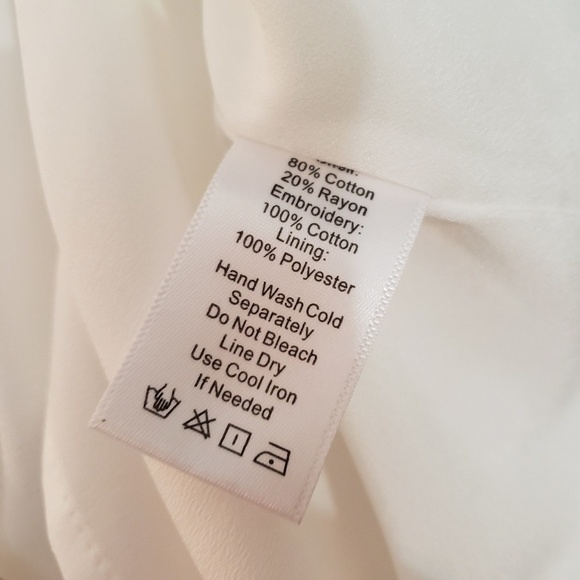 80% Cotton
20% Rayon
Embroidery:
100% Cotton
Lining:
100% Polyester
Hand Wash Cold
Separately
Do Not Bleach
Line Dry
Use Cool Iron
If Needed